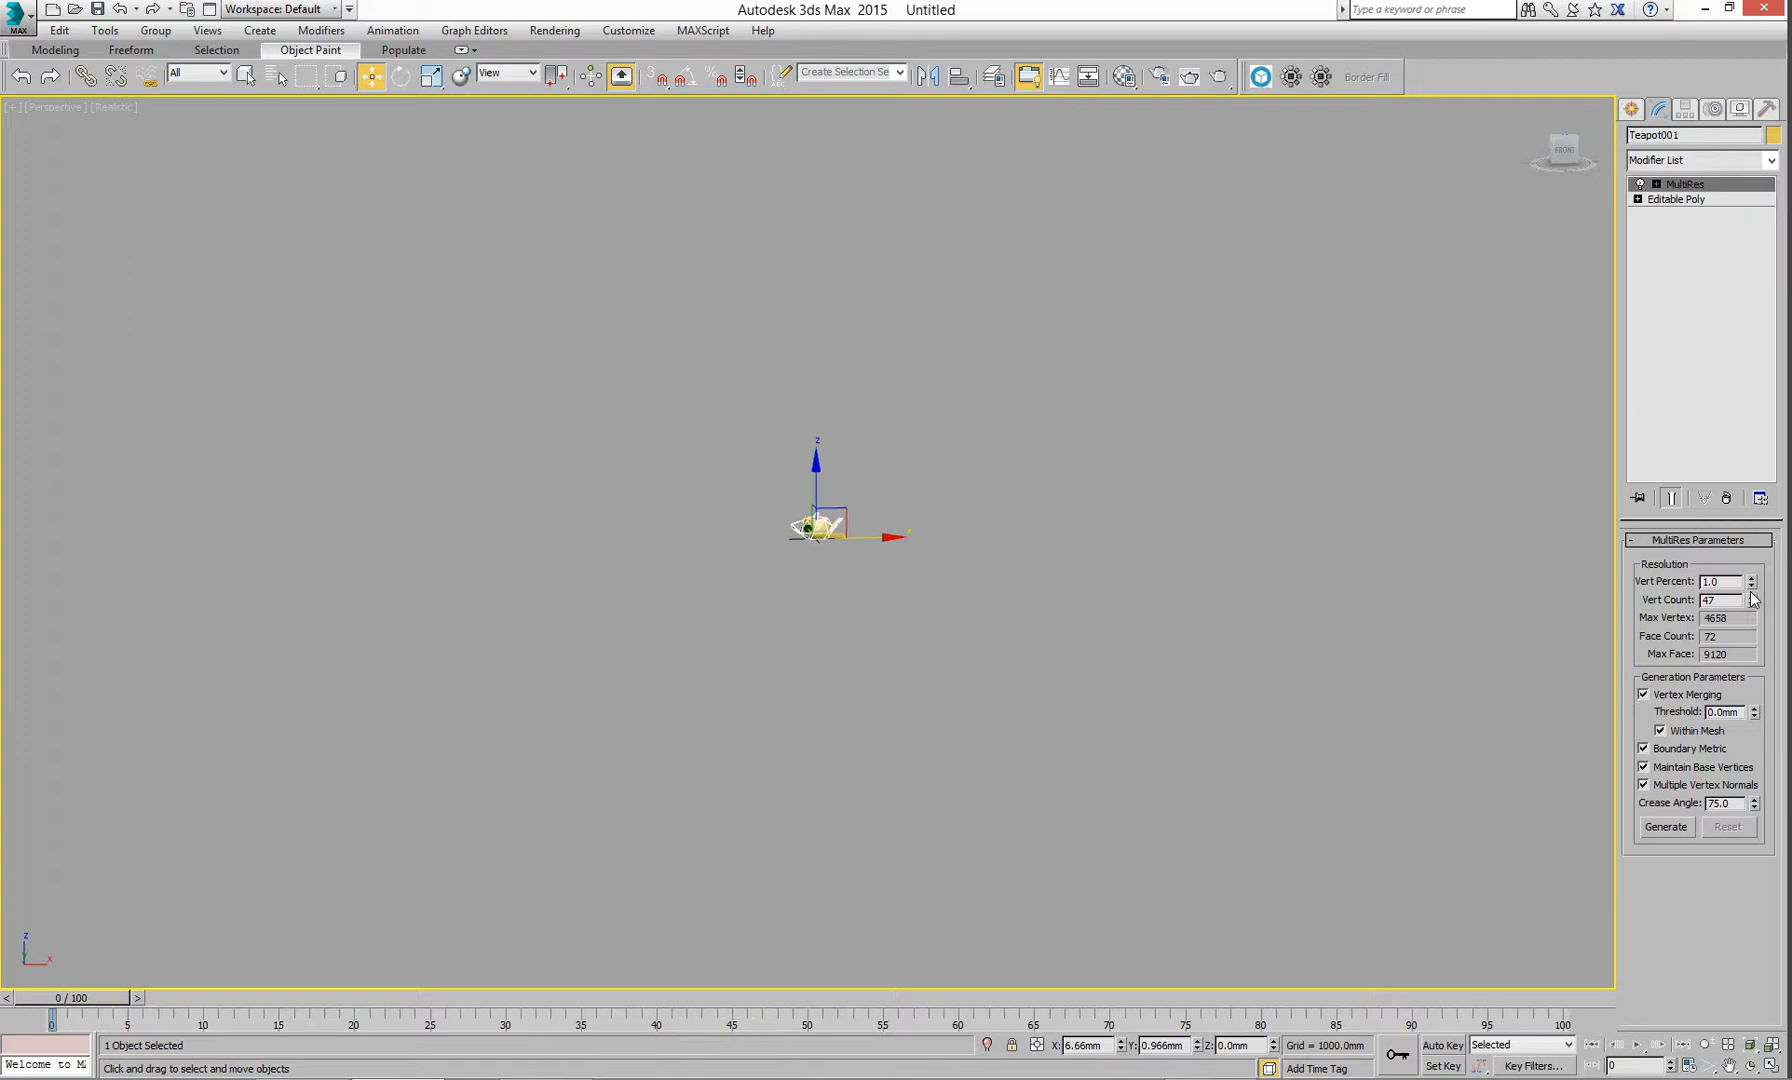 Workspace: Default
Autodesk 3ds Max 2015 Untitled
Type a keyword or phrase
MAX
Edit Tools Group Views Create Modifiers Animation Graph Editors Rendering Customize MAXScript Help
Modeling Freeform Selection Object Paint Populate
All View Create Selection Se Border Fill
[+] [Perspective] [Realistic]
FRONT
Teapot001
Modifier List
MultiRes
Editable Poly
z
MultiRes Parameters
Resolution
Vert Percent: 1.0
Vert Count: 47
Max Vertex: 4658
Face Count: 72
Max Face: 9120
Generation Parameters
Vertex Merging
Threshold: 0.0mm
Within Mesh
Boundary Metric
Maintain Base Vertices
Multiple Vertex Normals
Crease Angle: 75.0
Generate Reset
z
x
< 0 / 100 >
0 5 10 15 20 25 30 35 40 45 50 55 60 65 70 75 80 85 90 95 100
1 Object Selected X: 6.66mm Y: 0.966mm Z: 0.0mm Grid = 1000.0mm Auto Key Selected
Welcome to M Click and drag to select and move objects Add Time Tag Set Key Key Filters... 0